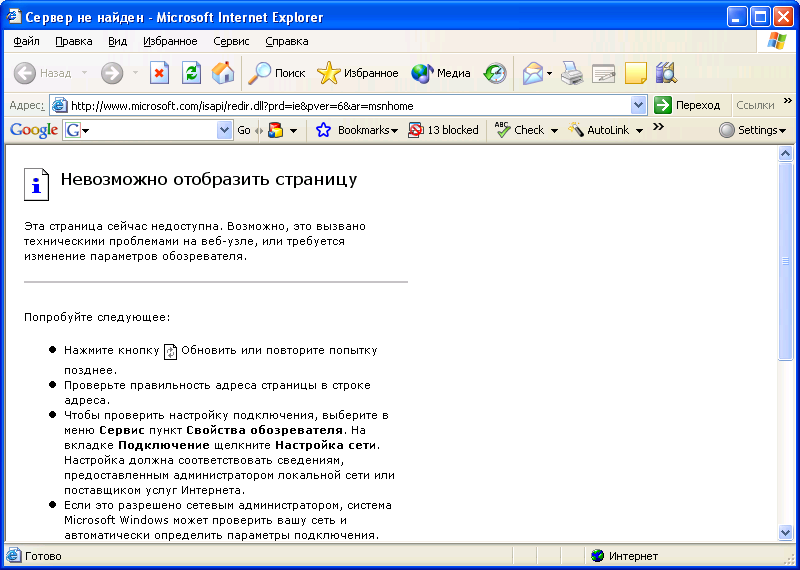 Сервер не найден - Microsoft Internet Explorer
Файл Правка Вид Избранное Сервис Справка
Назад Поиск Избранное Медиа
Адрес: http://www.microsoft.com/isapi/redir.dll?prd=ie&pver=6&ar=msnhome Переход Ссылки »
Google G Go Bookmarks 13 blocked ABC Check AutoLink » Settings
Невозможно отобразить страницу
Эта страница сейчас недоступна. Возможно, это вызвано
техническими проблемами на веб-узле, или требуется
изменение параметров обозревателя.
Попробуйте следующее:
Нажмите кнопку Обновить или повторите попытку
позднее.
Проверьте правильность адреса страницы в строке
адреса.
Чтобы проверить настройку подключения, выберите в
меню Сервис пункт Свойства обозревателя. На
вкладке Подключение щелкните Настройка сети.
Настройка должна соответствовать сведениям,
предоставленным администратором локальной сети или
поставщиком услуг Интернета.
Если это разрешено сетевым администратором, система
Microsoft Windows может проверить вашу сеть и
автоматически определить параметры подключения.
Готово Интернет